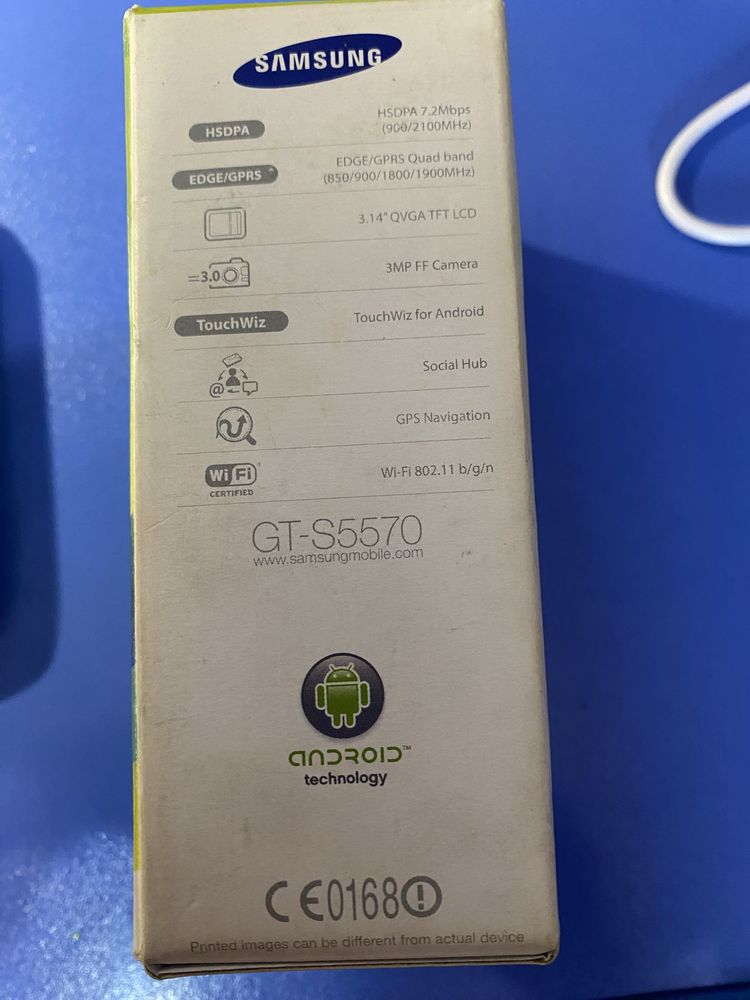 SAMSUNG
HSDPA
HSDPA 7.2Mbps
(900/2100MHz)
EDGE/GPRS
EDGE/GPRS Quad band
(850/900/1800/1900MHz)
3.14" QVGA TFT LCD
=3.0
3MP FF Camera
TouchWiz
TouchWiz for Android
@
Social Hub
GPS Navigation
Wi Fi
CERTIFIED
Wi-Fi 802.11 b/g/n
GT-S5570
www.samsungmobile.com
ANDROID™
technology
CE0168!
Printed images can be different from actual device